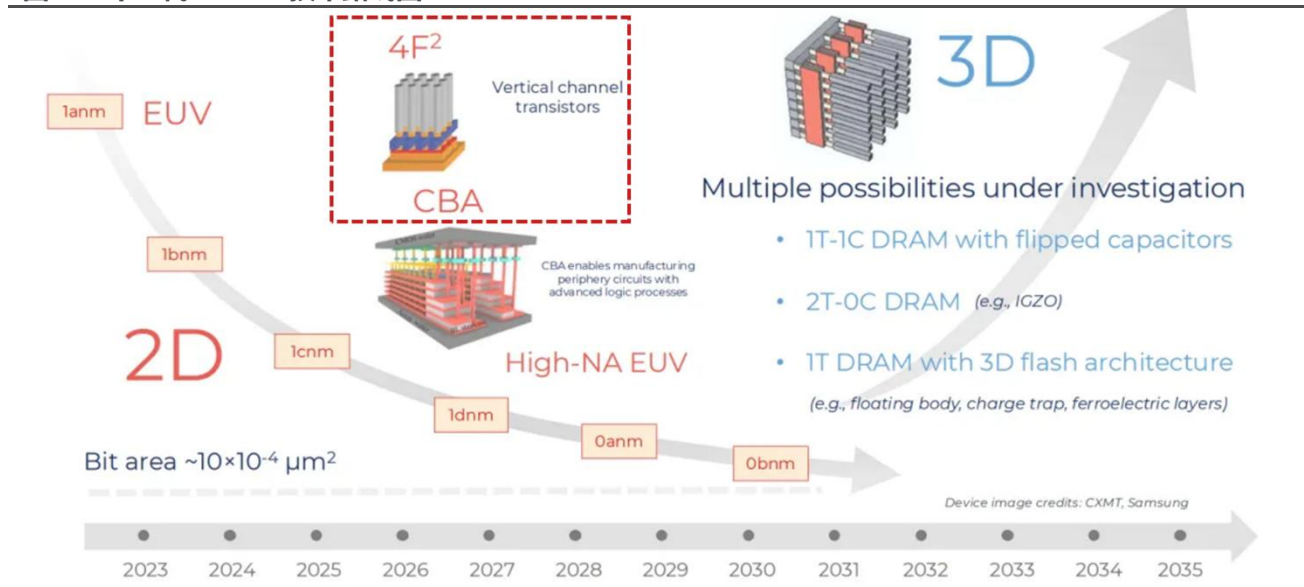 1anm
EUV
4F²
Vertical channel
transistors
CBA
3D
Multiple possibilities under investigation
• 1T-1C DRAM with flipped capacitors
• 2T-0C DRAM (e.g., IGZO)
• 1T DRAM with 3D flash architecture
(e.g., floating body, charge trap, ferroelectric layers)
1bnm
CBA enables manufacturing
periphery circuits with
advanced logic processes
2D
1cnm
High-NA EUV
1dnm
0anm
0bnm
Bit area ~10×10⁻⁴ μm²
Device image credits: CXMT, Samsung
2023 2024 2025 2026 2027 2028 2029 2030 2031 2032 2033 2034 2035